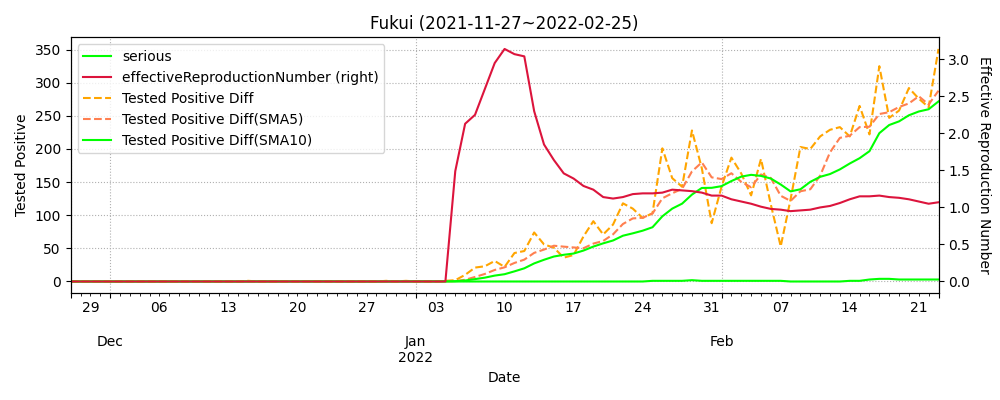 Fukui (2021-11-27~2022-02-25)
serious
effectiveReproductionNumber (right)
Tested Positive Diff
Tested Positive Diff(SMA5)
Tested Positive Diff(SMA10)
Tested Positive
350
300
250
200
150
100
50
0
Effective Reproduction Number
3.0
2.5
2.0
1.5
1.0
0.5
0.0
29 06 13 20 27 03 10 17 24 31 07 14 21
Dec Jan Feb
2022
Date